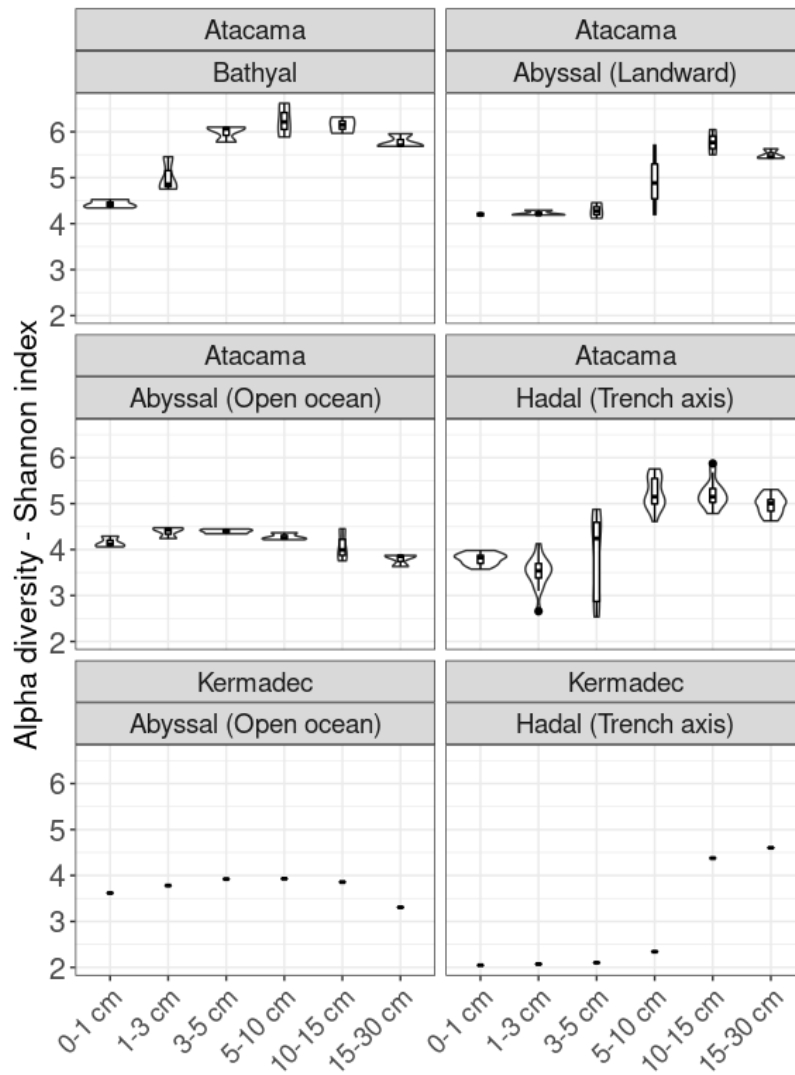 Alpha diversity - Shannon index
Atacama
Bathyal
6
5
4
3
2
Atacama
Abyssal (Landward)
Atacama
Abyssal (Open ocean)
6
5
4
3
2
Atacama
Hadal (Trench axis)
Kermadec
Abyssal (Open ocean)
6
5
4
3
2
Kermadec
Hadal (Trench axis)
0-1 cm
1-3 cm
3-5 cm
5-10 cm
10-15 cm
15-30 cm
0-1 cm
1-3 cm
3-5 cm
5-10 cm
10-15 cm
15-30 cm